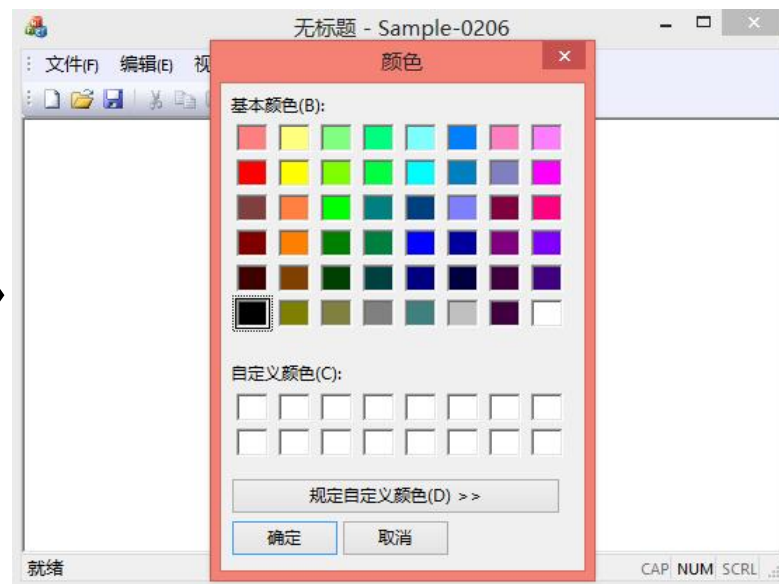 无标题 - Sample-0206
文件(F) 编辑(E) 视
颜色
基本颜色(B):
自定义颜色(C):
规定自定义颜色(D) >>
确定 取消
就绪 CAP NUM SCRL